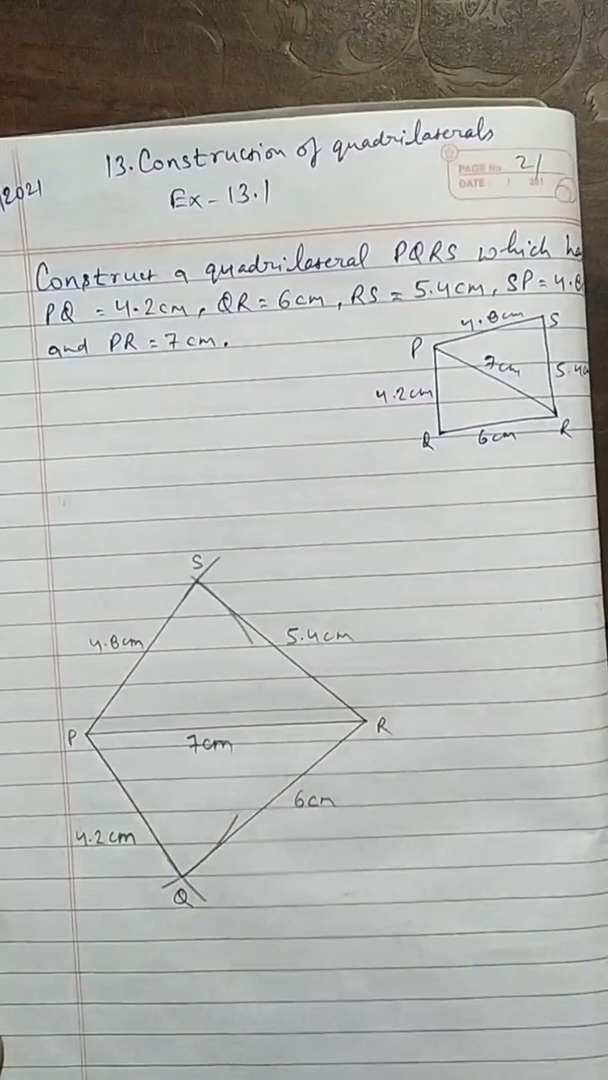 13. Construction of quadrilaterals
2021
Ex - 13.1
PAGE No 21
DATE
Construct a quadrilateral PQRS which ha
PQ = 4.2cm, QR = 6cm, RS = 5.4cm, SP = 4.8
and PR = 7cm.
4.8cm S
P 7cm 5.4c
4.2cm
Q 6cm R
S
4.8cm 5.4cm
P 7cm R
6cm
4.2cm
Q